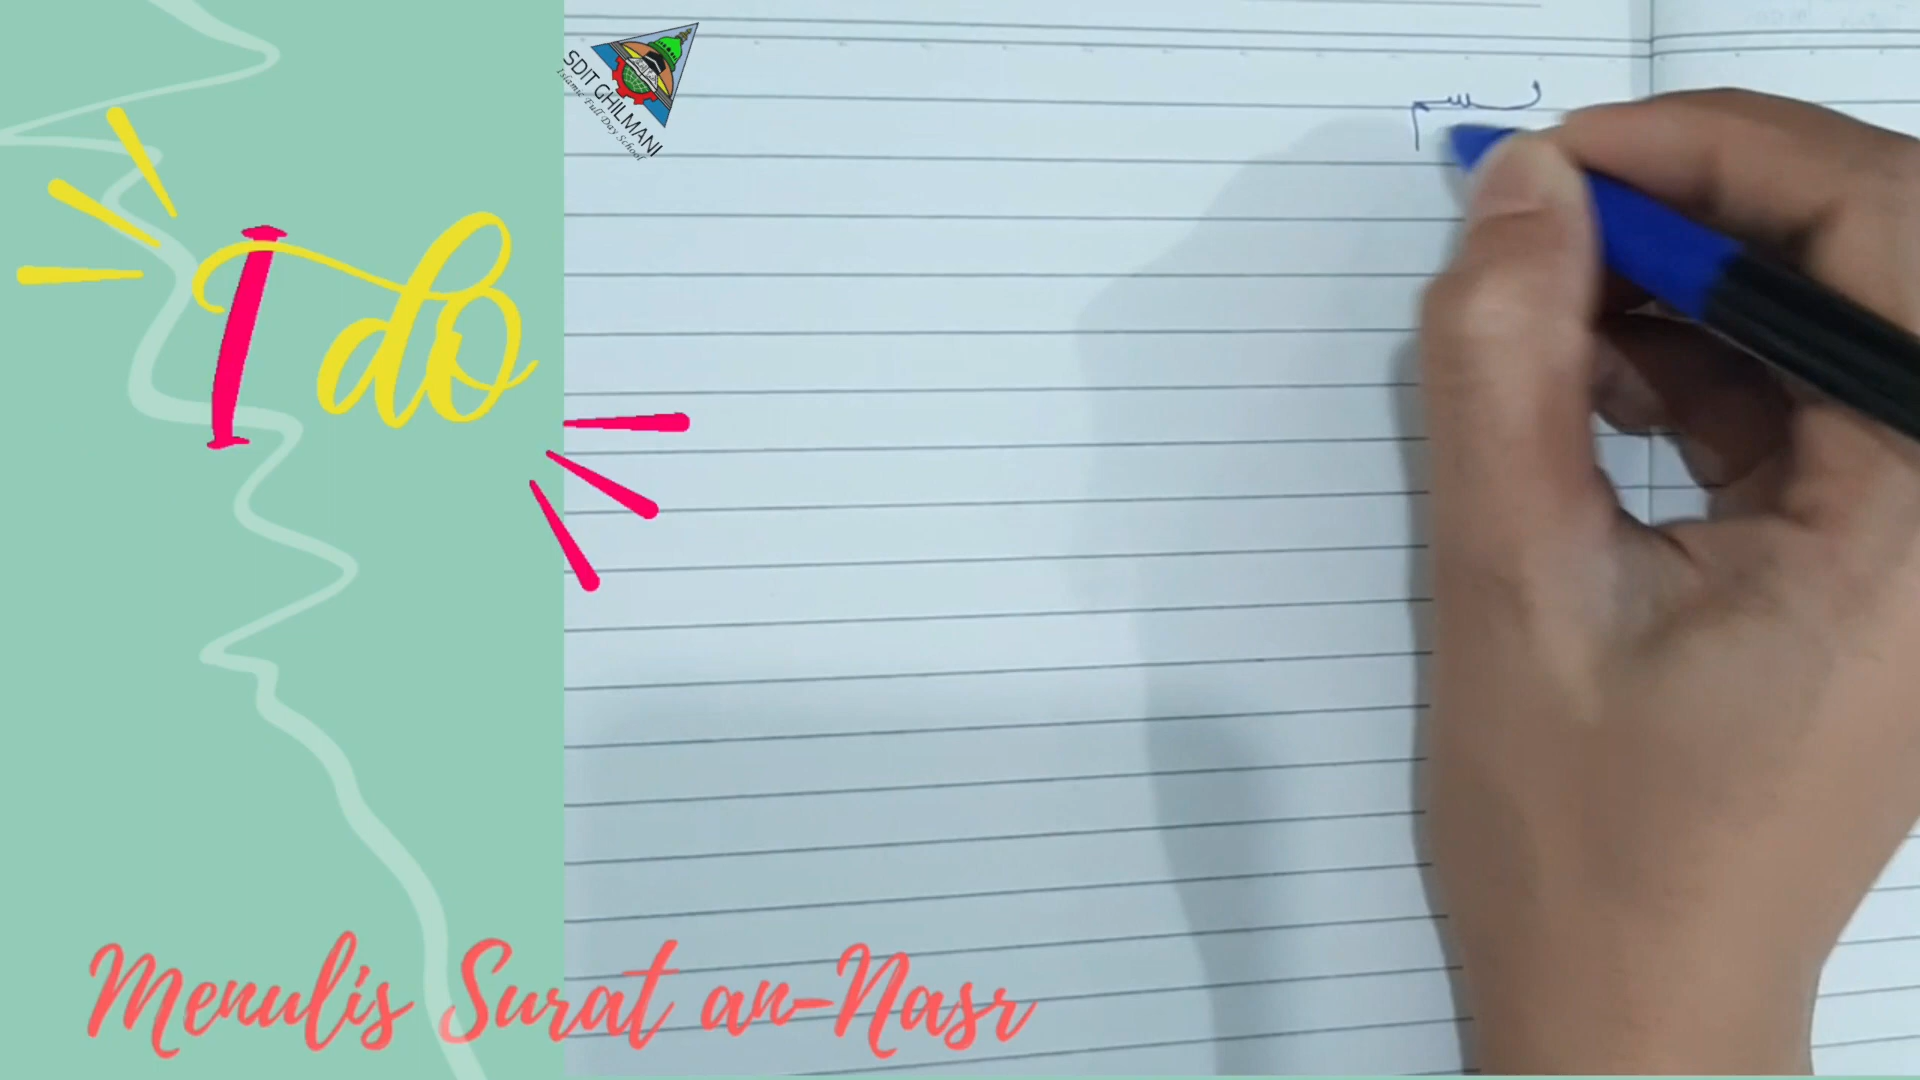 SDIT GHILMANI
Islamic Full Day School
بسم
I do
Menulis Surat an-Nasr